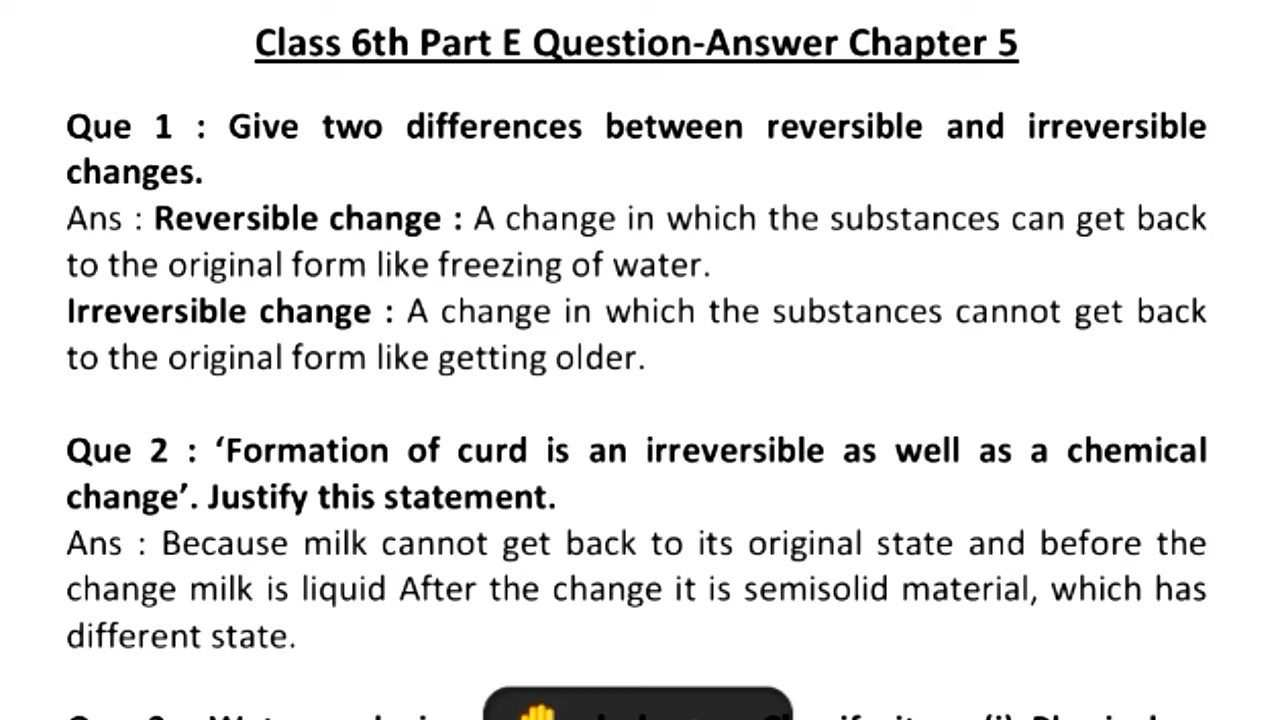 Class 6th Part E Question-Answer Chapter 5
Que 1 : Give two differences between reversible and irreversible
changes.
Ans : Reversible change : A change in which the substances can get back
to the original form like freezing of water.
Irreversible change : A change in which the substances cannot get back
to the original form like getting older.
Que 2 : ‘Formation of curd is an irreversible as well as a chemical
change’. Justify this statement.
Ans : Because milk cannot get back to its original state and before the
change milk is liquid After the change it is semisolid material, which has
different state.